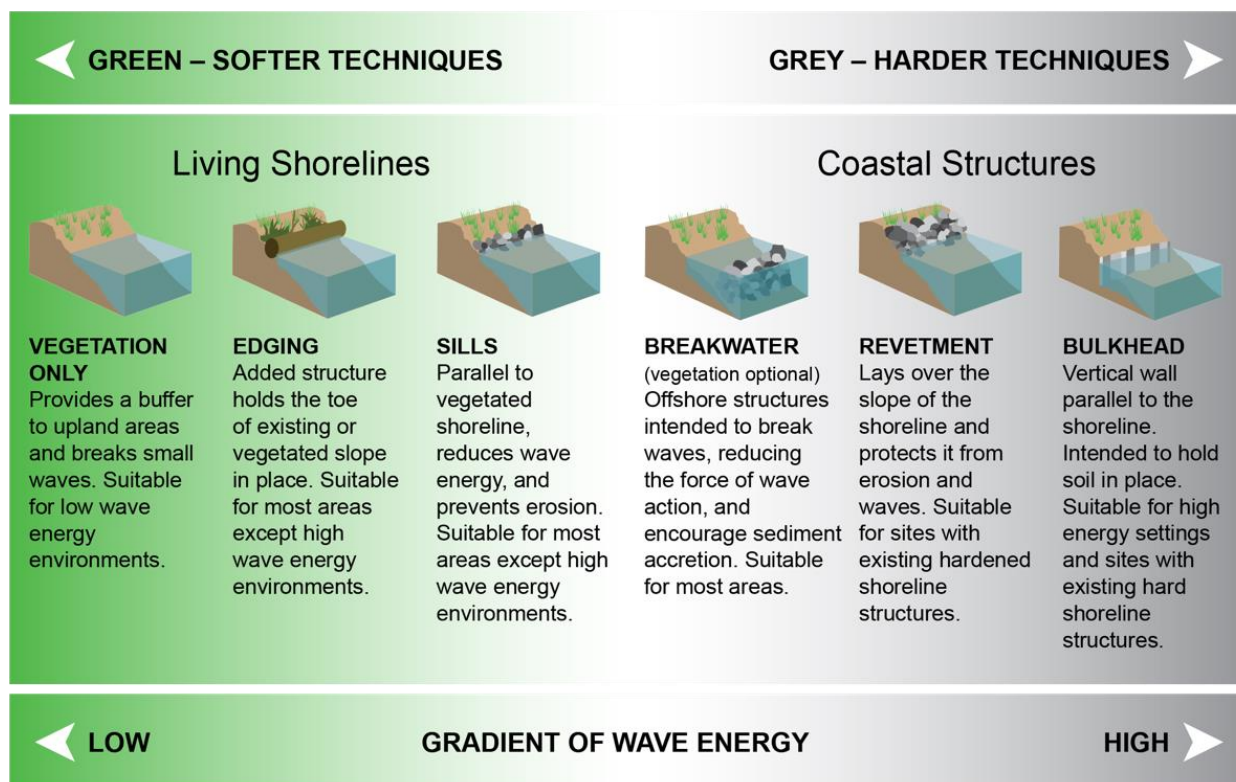 GREEN – SOFTER TECHNIQUES
GREY – HARDER TECHNIQUES
Living Shorelines
Coastal Structures
VEGETATION
ONLY
Provides a buffer
to upland areas
and breaks small
waves. Suitable
for low wave
energy
environments.
EDGING
Added structure
holds the toe
of existing or
vegetated slope
in place. Suitable
for most areas
except high
wave energy
environments.
SILLS
Parallel to
vegetated
shoreline,
reduces wave
energy, and
prevents erosion.
Suitable for most
areas except high
wave energy
environments.
BREAKWATER
(vegetation optional)
Offshore structures
intended to break
waves, reducing
the force of wave
action, and
encourage sediment
accretion. Suitable
for most areas.
REVETMENT
Lays over the
slope of the
shoreline and
protects it from
erosion and
waves. Suitable
for sites with
existing hardened
shoreline
structures.
BULKHEAD
Vertical wall
parallel to the
shoreline.
Intended to hold
soil in place.
Suitable for high
energy settings
and sites with
existing hard
shoreline
structures.
LOW
GRADIENT OF WAVE ENERGY
HIGH